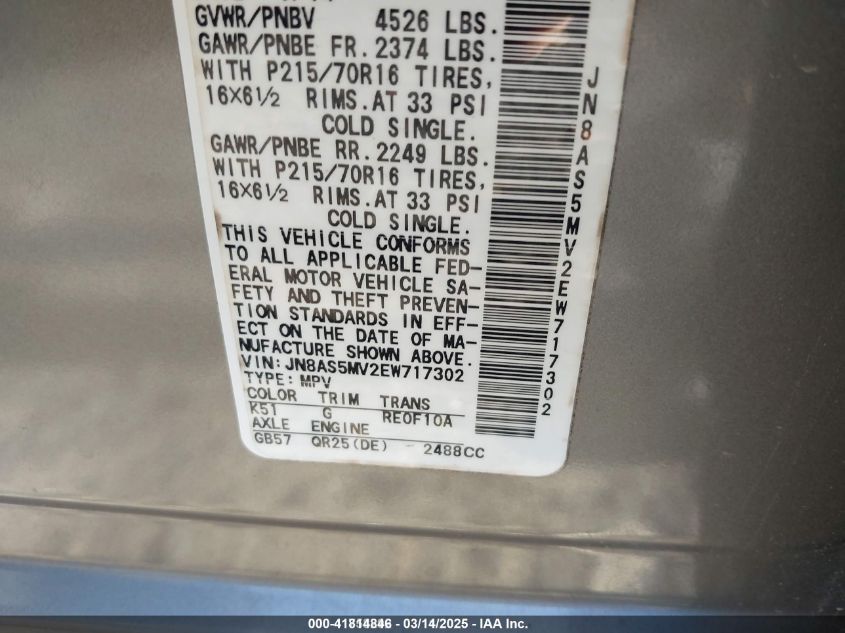 GVWR/PNBV 4526 LBS.
GAWR/PNBE FR. 2374 LBS.
WITH P215/70R16 TIRES,
16X6½ RIMS. AT 33 PSI
COLD SINGLE.
GAWR/PNBE RR. 2249 LBS.
WITH P215/70R16 TIRES,
16X6½ RIMS. AT 33 PSI
COLD SINGLE.
THIS VEHICLE CONFORMS
TO ALL APPLICABLE FED-
ERAL MOTOR VEHICLE SA-
FETY AND THEFT PREVEN-
TION STANDARDS IN EFF-
ECT ON THE DATE OF MA-
NUFACTURE SHOWN ABOVE.
VIN: JN8AS5MV2EW717302
TYPE: MPV
COLOR TRIM TRANS
K51 G RE0F10A
AXLE ENGINE
GB57 QR25(DE) 2488CC
JN8AS5MV2EW717302
000-41814846 - 03/14/2025 - IAA Inc.